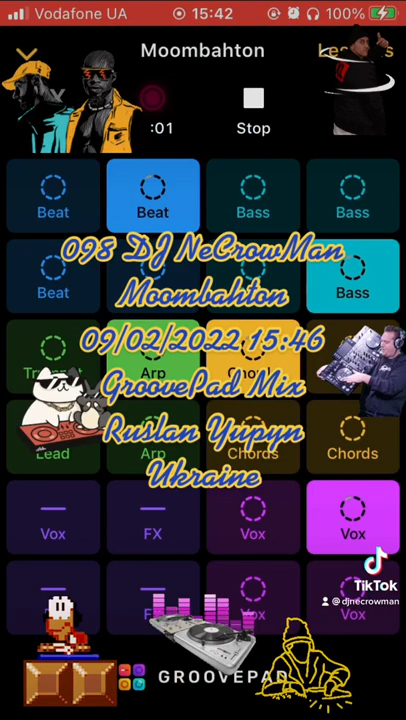 Vodafone UA 15:42 100%
Moombahton
:01 Stop
Beat Beat Bass Bass
098 DJ NeCrowMan
Beat Bass
Moombahton
09/02/2022 15:46
Arp
GroovePad Mix
Ruslan Yupyn
Lead Arp Chords Chords
Ukraine
Vox FX Vox Vox
TikTok
@djnecrowman
Vox Vox
GROOVEPAD